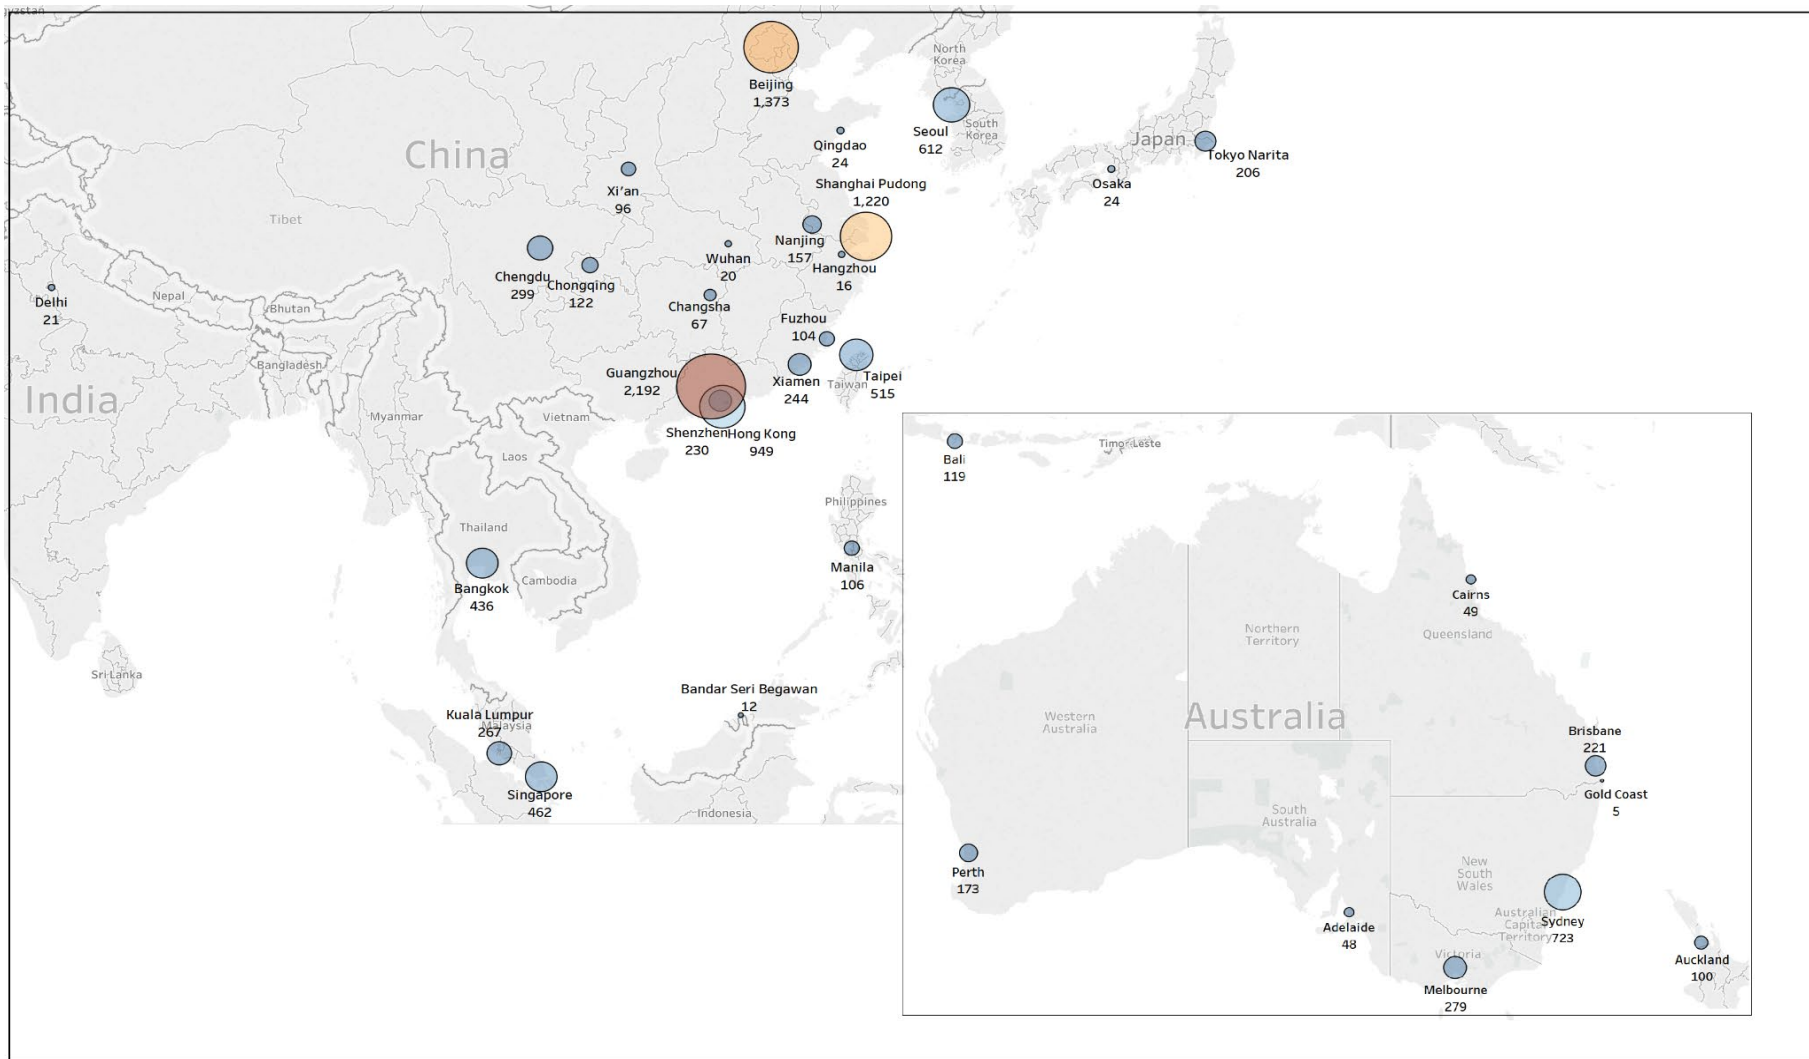 Beijing
1,373
North
Korea
Seoul
612
South
Korea
Qingdao
24
Japan
Tokyo Narita
206
Osaka
24
China
Xi'an
96
Shanghai Pudong
1,220
Tibet
Nanjing
157
Hangzhou
16
Wuhan
20
Chengdu
299
Chongqing
122
Changsha
67
Delhi
21
Nepal
Bhutan
Fuzhou
104
Bangladesh
Guangzhou
2,192
Xiamen
244
Taiwan
Taipei
515
India
Myanmar
Vietnam
Shenzhen
230
Hong Kong
949
Laos
Thailand
Philippines
Bangkok
436
Cambodia
Manila
106
Sri Lanka
Bandar Seri Begawan
12
Kuala Lumpur
267
Malaysia
Singapore
462
Indonesia
Bali
119
Timor-Leste
Cairns
49
Northern
Territory
Queensland
Western
Australia
Australia
Brisbane
221
Gold Coast
5
South
Australia
Perth
173
New
South
Wales
Adelaide
48
Australian
Capital
Territory
Sydney
723
Victoria
Melbourne
279
Auckland
100